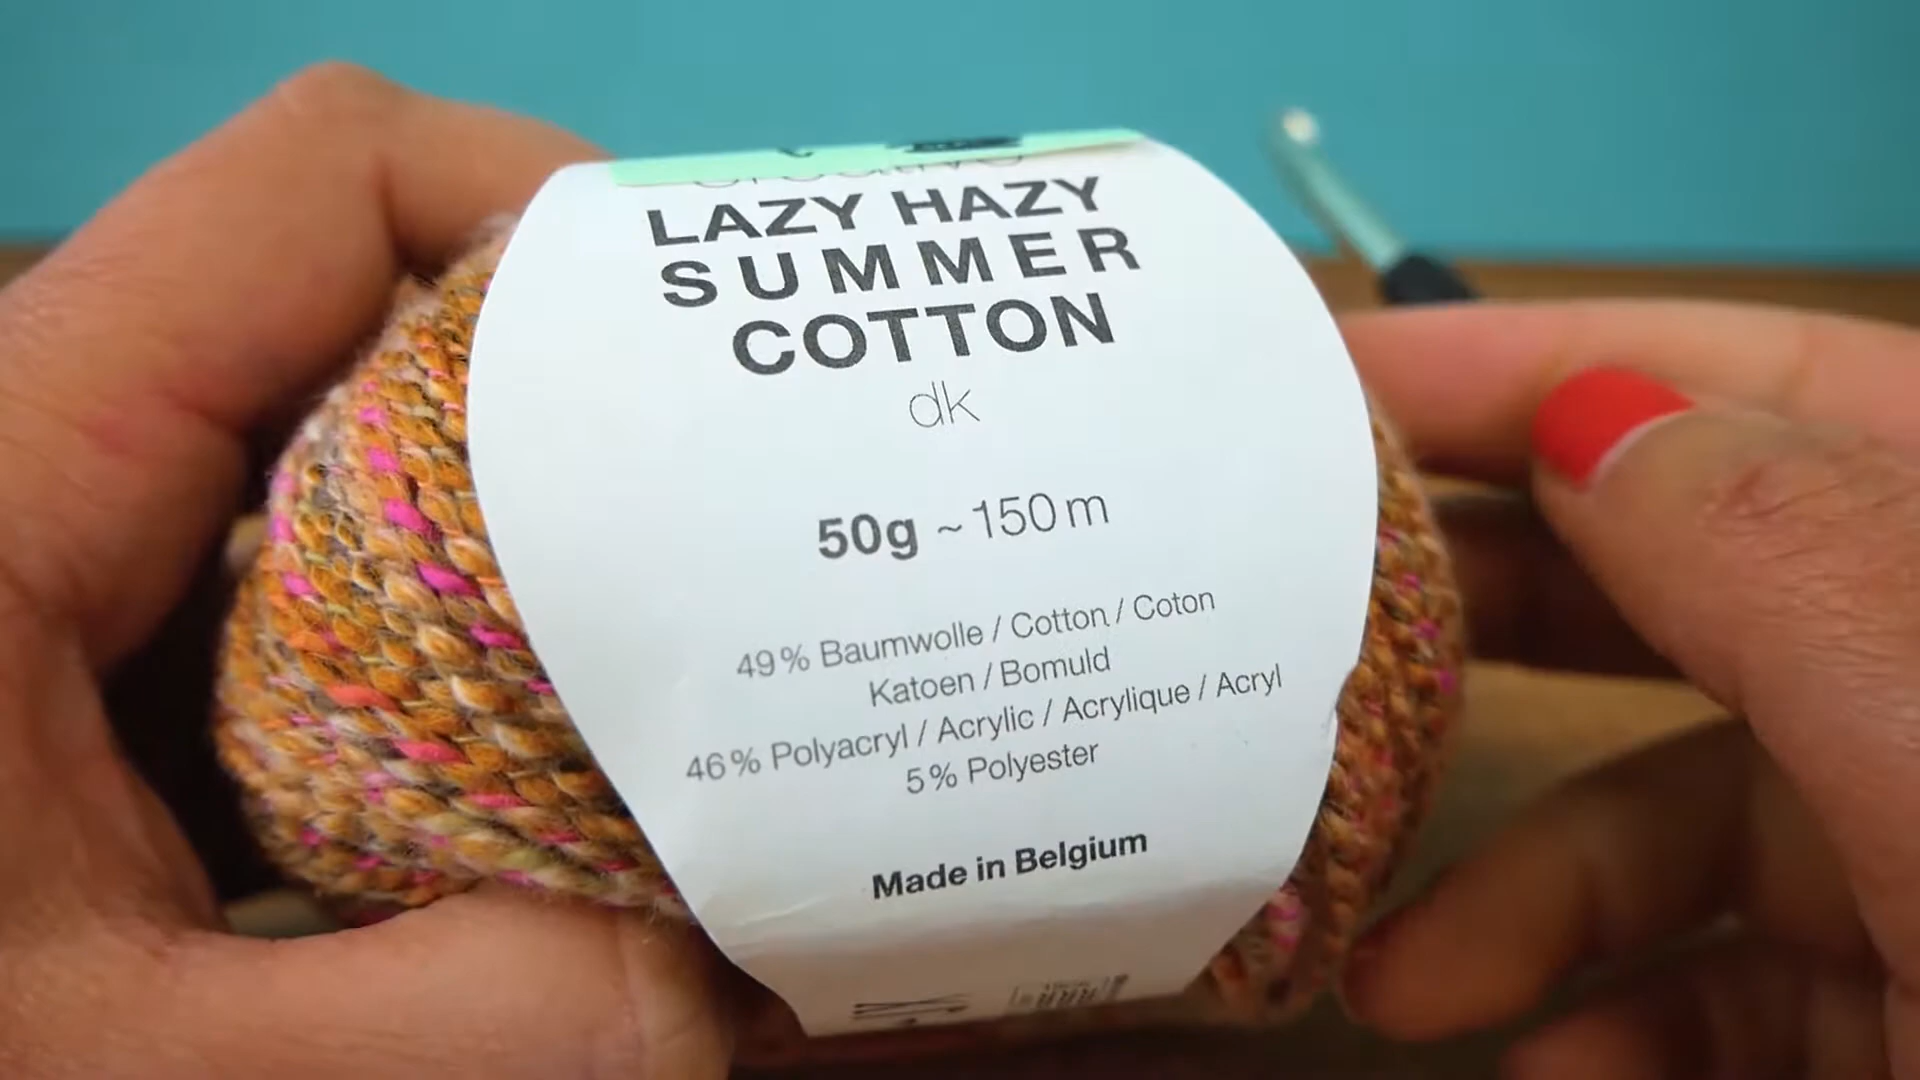 LAZY HAZY
SUMMER
COTTON
dk
50g ~150m
49% Baumwolle / Cotton / Coton
Katoen / Bomuld
46% Polyacryl / Acrylic / Acrylique / Acryl
5% Polyester
Made in Belgium